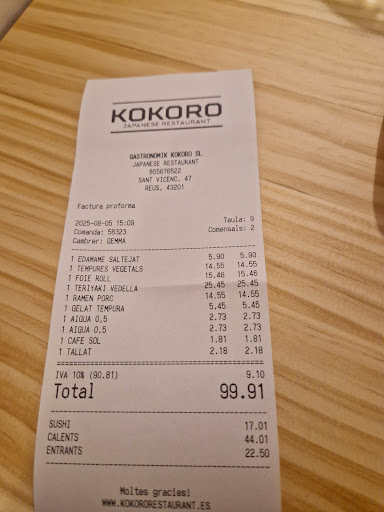 KOKORO
JAPANESE RESTAURANT
GASTRONOMIK KOKORO SL
JAPANESE RESTAURANT
B55676522
SANT VICENC, 47
REUS, 43201
Factura proforma
2025-08-05 15:09 Taula: 9
Comanda: 56323 Comensals: 2
Cambrer: GEMMA
1 EDAMAME SALTEJAT 5.90 5.90
1 TEMPURES VEGETALS 14.55 14.55
1 FOIE ROLL 15.46 15.46
1 TERIYAKI VEDELLA 25.45 25.45
1 RAMEN PORC 14.55 14.55
1 GELAT TEMPURA 5.45 5.45
1 AIGUA 0,5 2.73 2.73
1 AIGUA 0,5 2.73 2.73
1 CAFE SOL 1.81 1.81
1 TALLAT 2.18 2.18
IVA 10% (90.81) 9.10
Total 99.91
SUSHI 17.01
CALENTS 44.01
ENTRANTS 22.50
Moltes gracies!
WWW.KOKORORESTAURANT.ES